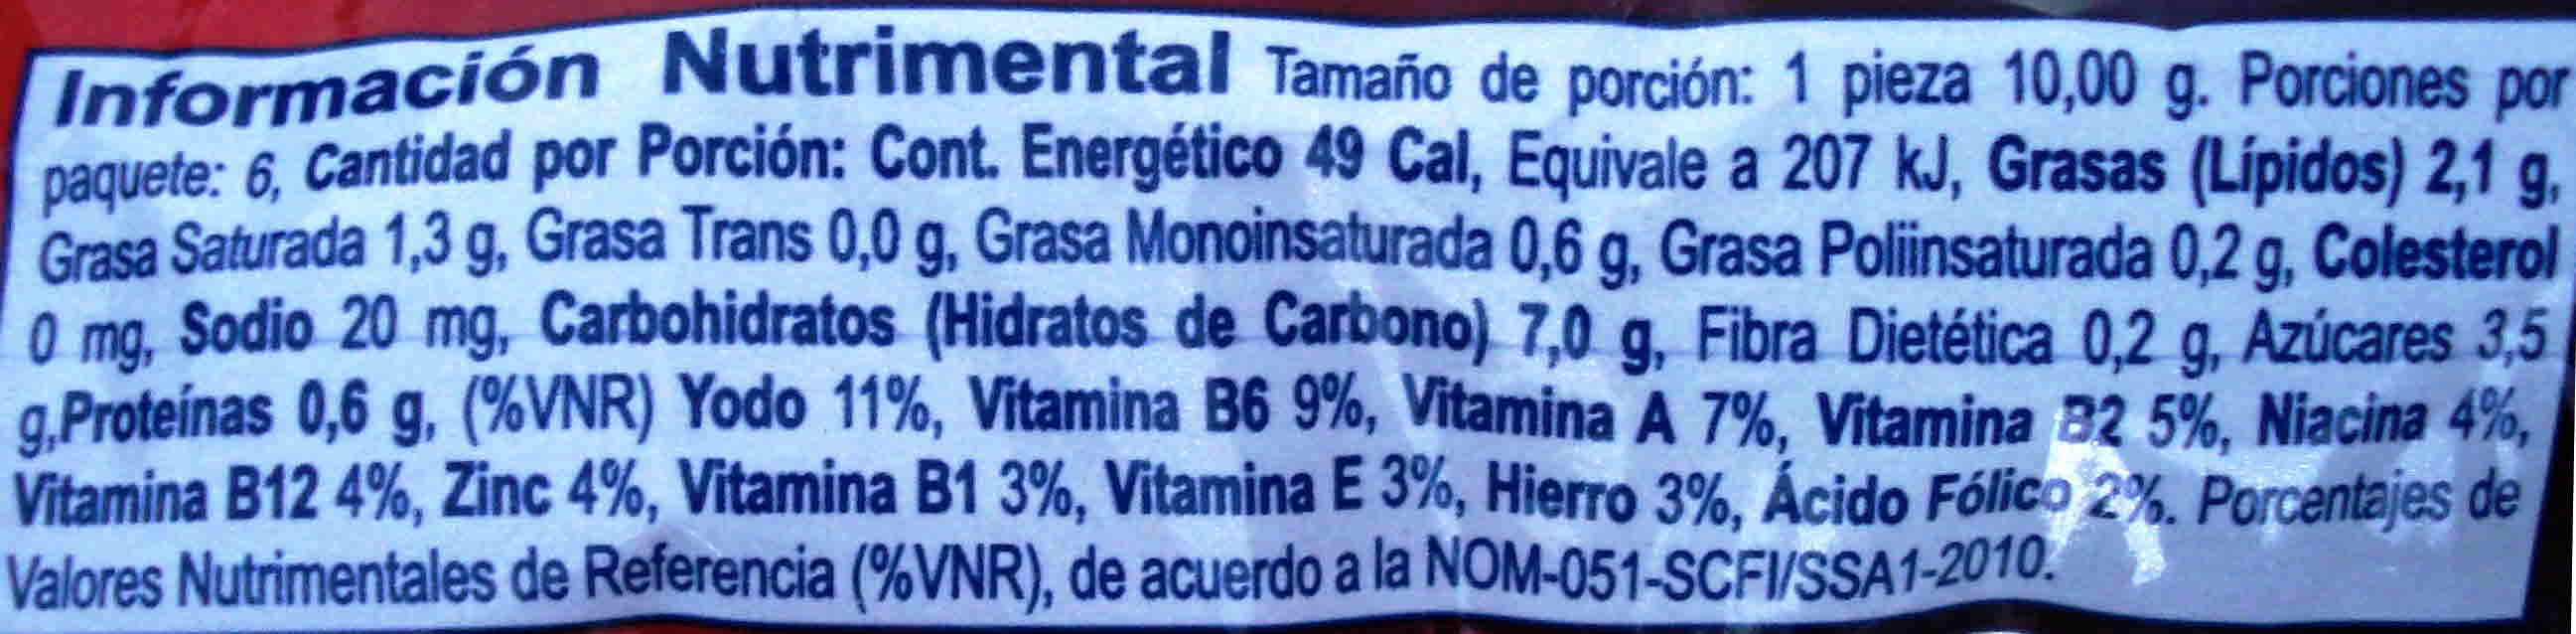 Información Nutrimental Tamaño de porción: 1 pieza 10,00 g. Porciones por
paquete: 6, Cantidad por Porción: Cont. Energético 49 Cal, Equivale a 207 kJ, Grasas (Lípidos) 2,1 g,
Grasa Saturada 1,3 g, Grasa Trans 0,0 g, Grasa Monoinsaturada 0,6 g, Grasa Poliinsaturada 0,2 g, Colesterol
0 mg, Sodio 20 mg, Carbohidratos (Hidratos de Carbono) 7,0 g, Fibra Dietética 0,2 g, Azúcares 3,5
g,Proteínas 0,6 g, (%VNR) Yodo 11%, Vitamina B6 9%, Vitamina A 7%, Vitamina B2 5%, Niacina 4%,
Vitamina B12 4%, Zinc 4%, Vitamina B1 3%, Vitamina E 3%, Hierro 3%, Ácido Fólico 2%. Porcentajes de
Valores Nutrimentales de Referencia (%VNR), de acuerdo a la NOM-051-SCFI/SSA1-2010.